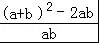 (a+b)² - 2ab
ab